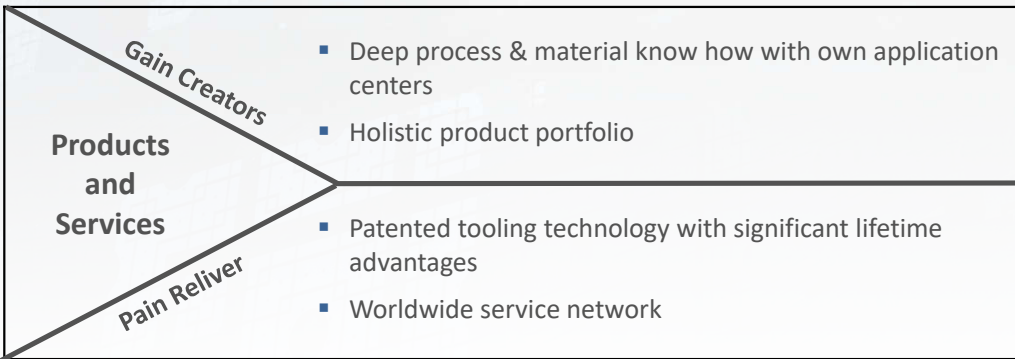 Gain Creators
▪ Deep process & material know how with own application
centers
▪ Holistic product portfolio
Products
and
Services
▪ Patented tooling technology with significant lifetime
advantages
▪ Worldwide service network
Pain Reliver